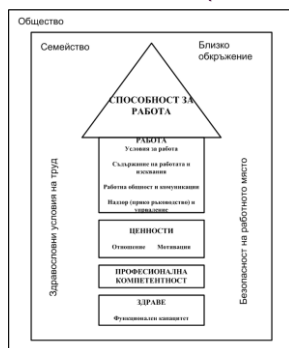 Общество
Семейство
Близко
обкръжение
СПОСОБНОСТ ЗА
РАБОТА
РАБОТА
Условия за работа
Съдържание на работата и
изисквания
Работна общност и комуникации
Надзор (пряко ръководство) и
управление
ЦЕННОСТИ
Отношение Мотивация
ПРОФЕСИОНАЛНА
КОМПЕТЕНТНОСТ
ЗДРАВЕ
Функционален капацитет
Здравословни условия на труд
Безопасност на работното място